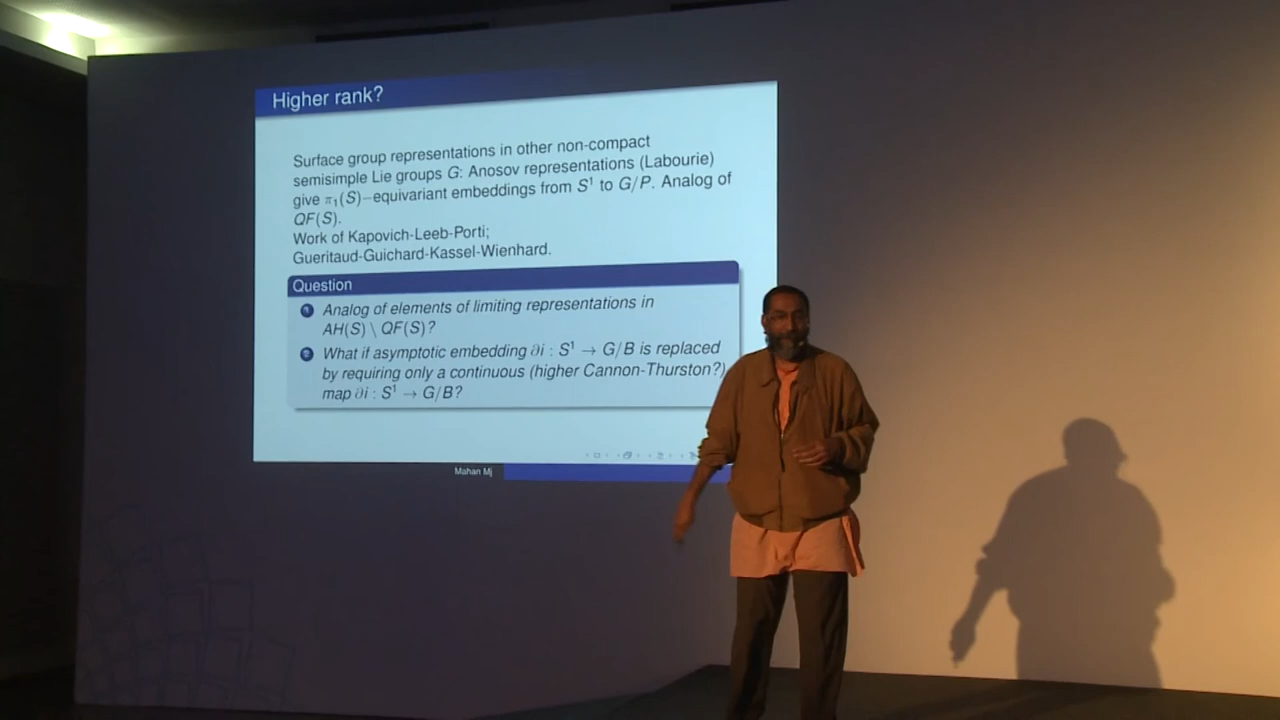 Higher rank?
Surface group representations in other non-compact
semisimple Lie groups G: Anosov representations (Labourie)
give π₁(S)−equivariant embeddings from S¹ to G/P. Analog of
QF(S).
Work of Kapovich-Leeb-Porti;
Gueritaud-Guichard-Kassel-Wienhard.
Question
1 Analog of elements of limiting representations in
AH(S) \ QF(S)?
2 What if asymptotic embedding ∂i : S¹ → G/B is replaced
by requiring only a continuous (higher Cannon-Thurston?)
map ∂i : S¹ → G/B?
Mahan Mj